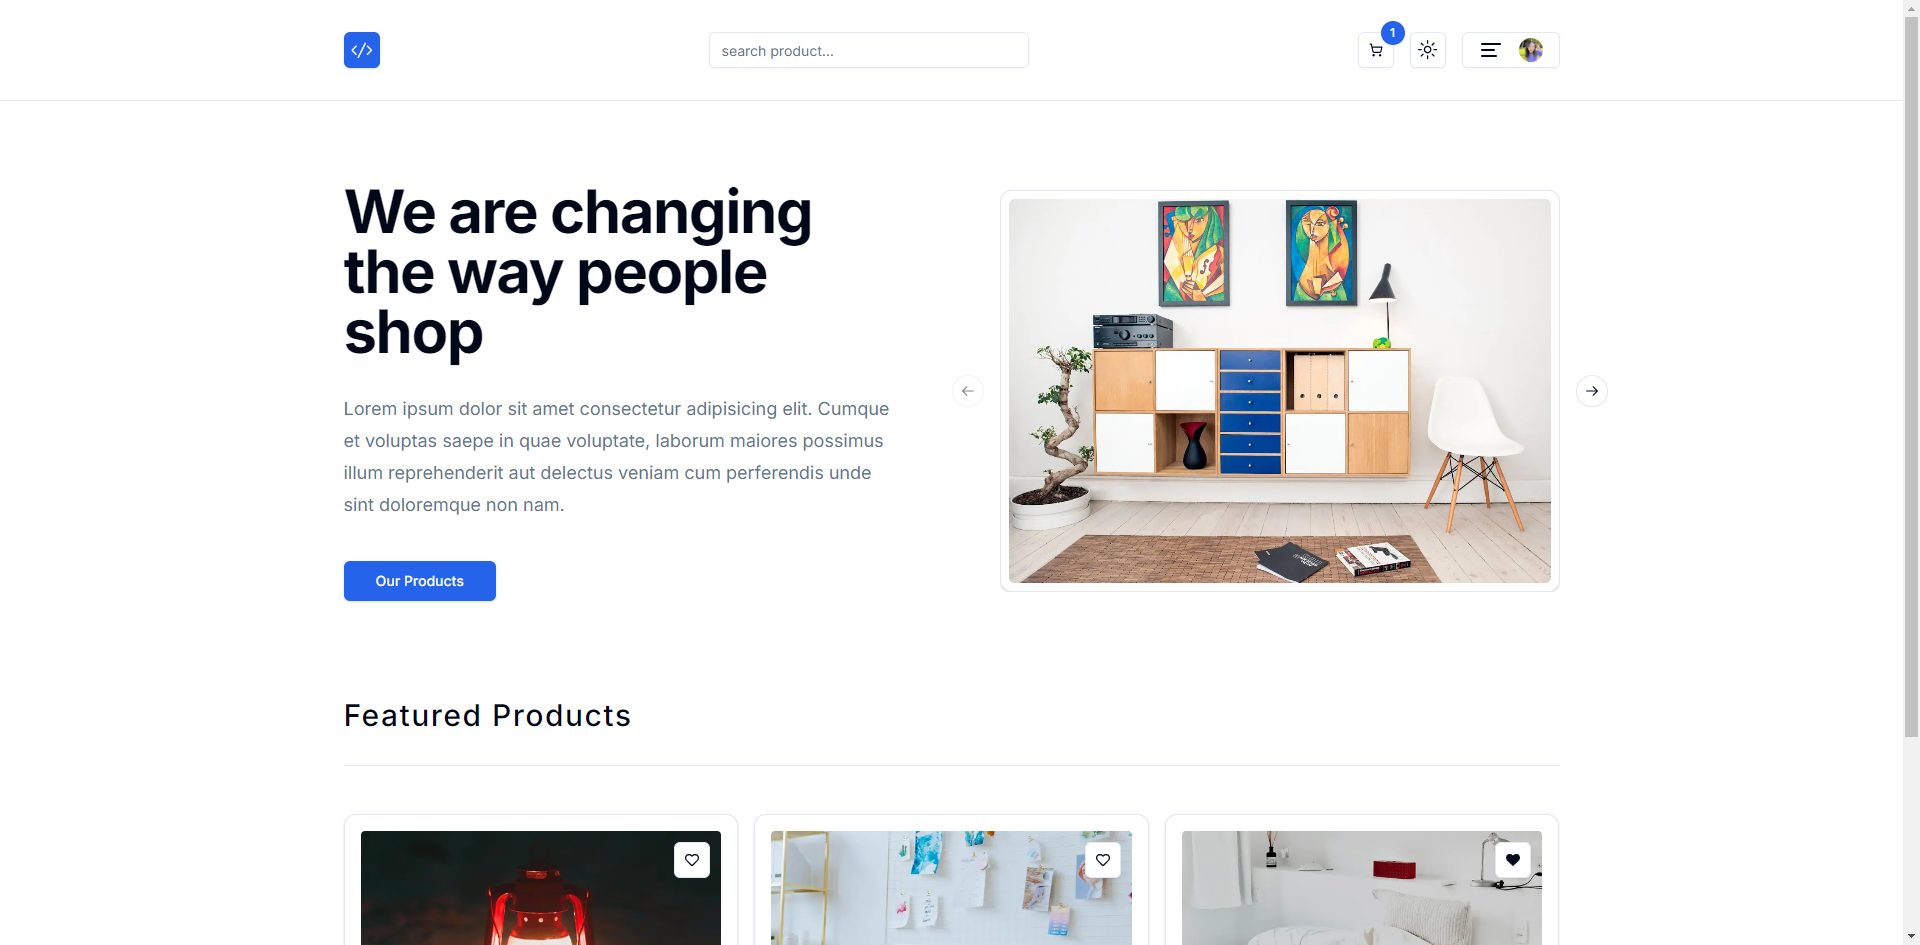 </>
search product...
1
We are changing
the way people
shop
Lorem ipsum dolor sit amet consectetur adipisicing elit. Cumque
et voluptas saepe in quae voluptate, laborum maiores possimus
illum reprehenderit aut delectus veniam cum perferendis unde
sint doloremque non nam.
Our Products
Featured Products